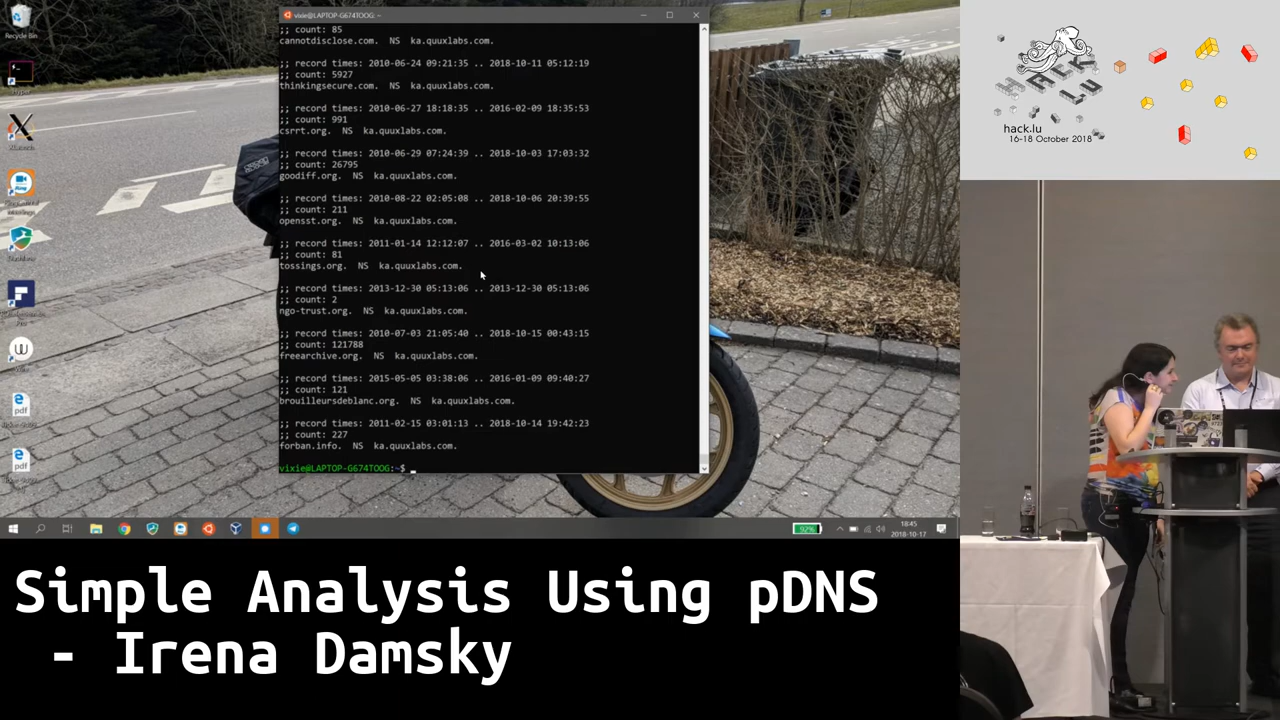 Recycle Bin
vixie@LAPTOP-G674TOOG: ~
;; count: 85
cannotdisclose.com.  NS  ka.quuxlabs.com.
;; record times: 2010-06-24 09:21:35 .. 2018-10-11 05:12:19
;; count: 5927
thinkingsecure.com.  NS  ka.quuxlabs.com.
;; record times: 2010-06-27 18:18:35 .. 2016-02-09 18:35:53
;; count: 991
csrrt.org.  NS  ka.quuxlabs.com.
;; record times: 2010-06-29 07:24:39 .. 2018-10-03 17:03:32
;; count: 26795
goodiff.org.  NS  ka.quuxlabs.com.
;; record times: 2010-08-22 02:05:08 .. 2018-10-06 20:39:55
;; count: 211
opensst.org.  NS  ka.quuxlabs.com.
;; record times: 2011-01-14 12:12:07 .. 2016-03-02 10:13:06
;; count: 81
tossings.org.  NS  ka.quuxlabs.com.
;; record times: 2013-12-30 05:13:06 .. 2013-12-30 05:13:06
;; count: 2
ngo-trust.org.  NS  ka.quuxlabs.com.
;; record times: 2010-07-03 21:05:40 .. 2018-10-15 00:43:15
;; count: 121788
freearchive.org.  NS  ka.quuxlabs.com.
;; record times: 2015-05-05 03:38:06 .. 2016-01-09 09:40:27
;; count: 121
brouilleursdeblanc.org.  NS  ka.quuxlabs.com.
;; record times: 2011-02-15 03:01:13 .. 2018-10-14 19:42:23
;; count: 227
forban.info.  NS  ka.quuxlabs.com.
vixie@LAPTOP-G674TOOG:~$
92%
18:45
2018-10-17
hack.lu
16-18 October 2018
Simple Analysis Using pDNS
- Irena Damsky